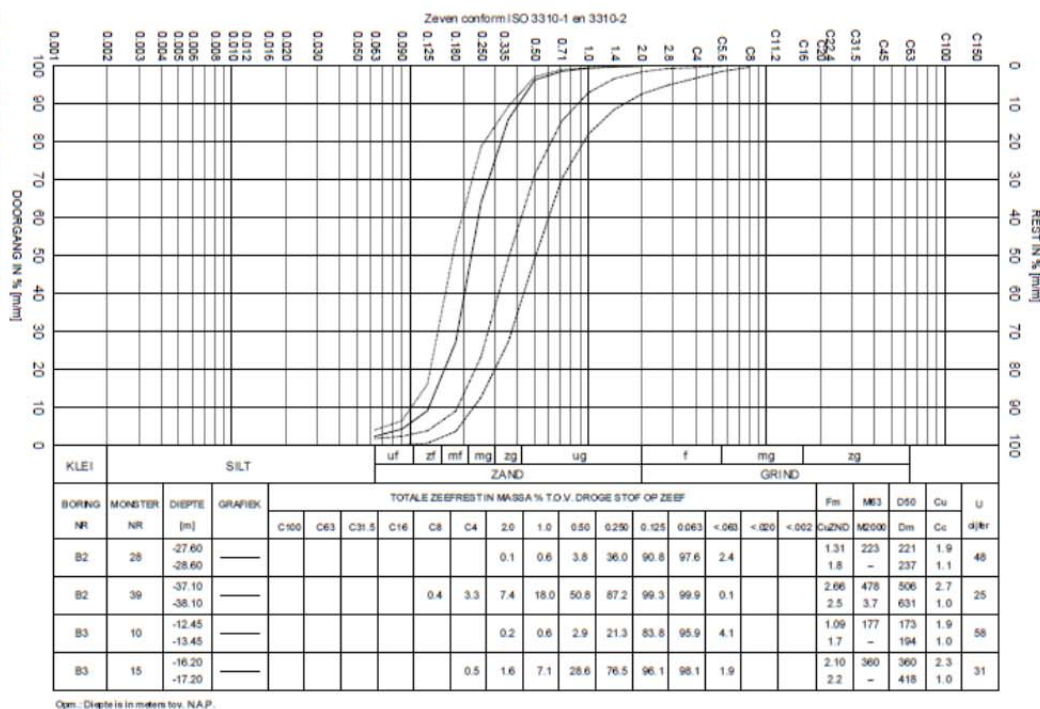 Zeven conform ISO 3310-1 en 3310-2
0.001 0.002 0.003 0.004 0.005 0.006 0.008 0.010 0.012 0.016 0.020 0.030 0.050 0.063 0.090 0.125 0.180 0.250 0.335 0.50 0.71 1.0 1.4 2.0 2.8 C4 C5.6 C8 C11.2 C16 C22.4 C31.5 C45 C63 C100 C150
100 90 80 70 60 50 40 30 20 10 0
DOORGANG IN % [m/m]
0 10 20 30 40 50 60 70 80 90 100
REST IN % [m/m]
uf zf mf mg zg ug f mg zg
KLEI SILT ZAND GRIND
BORING MONSTER DIEPTE GRAFIEK TOTALE ZEEFREST IN MASSA % T.O.V. DROGE STOF OP ZEEF Fm M63 D50 Cu U
NR NR [m] C100 C63 C31.5 C16 C8 C4 2.0 1.0 0.50 0.250 0.125 0.063 <.063 <.020 <.002 CuZND M2000 Dm Cc cijfer
B2 28 -27.60 0.1 0.6 3.8 36.0 90.8 97.6 2.4 1.31 223 221 1.9 48
-28.60 1.8 – 237 1.1
B2 39 -37.10 0.4 3.3 7.4 18.0 50.8 87.2 99.3 99.9 0.1 2.66 478 506 2.7 25
-38.10 2.5 3.7 631 1.0
B3 10 -12.45 0.2 0.6 2.9 21.3 83.8 95.9 4.1 1.09 177 173 1.9 58
-13.45 1.7 – 194 1.0
B3 15 -16.20 0.5 1.6 7.1 28.6 76.5 96.1 98.1 1.9 2.10 360 360 2.3 31
-17.20 2.2 – 418 1.0
Opm.: Diepte is in meters tov. N.A.P.